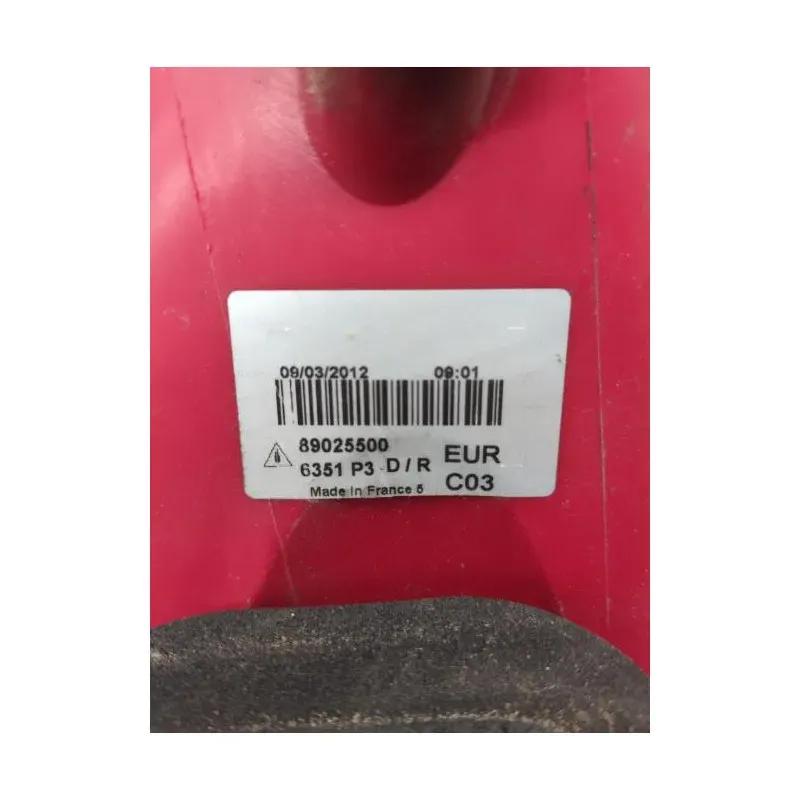 09/03/2012 09:01
89025500
6351 P3 D / R EUR
Made in France 5 C03